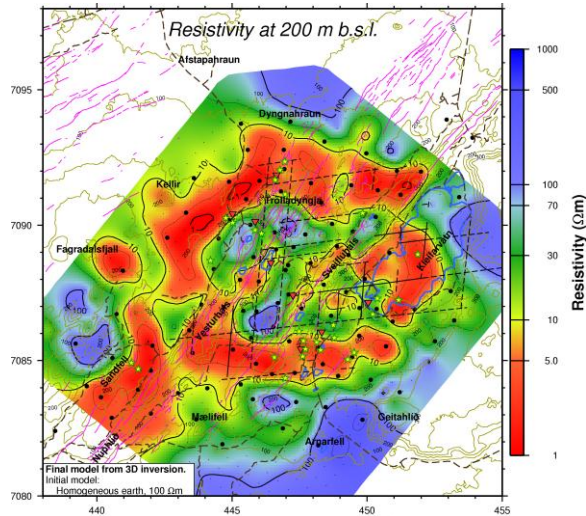 Resistivity at 200 m b.s.l.
Afstapahraun
Dyngnahraun
Keilir
Trölladyngja
Fagradalsfjall
Sveifluháls
Kleifarvatn
Vesturháls
Sandfell
Mælifell
Geitahlíð
Arnarfell
Núphlíð
Final model from 3D inversion.
Initial model:
Homogeneous earth, 100 Ωm
7095
7090
7085
7080
440
445
450
455
1000
500
100
70
30
10
5.0
1
Resistivity (Ωm)